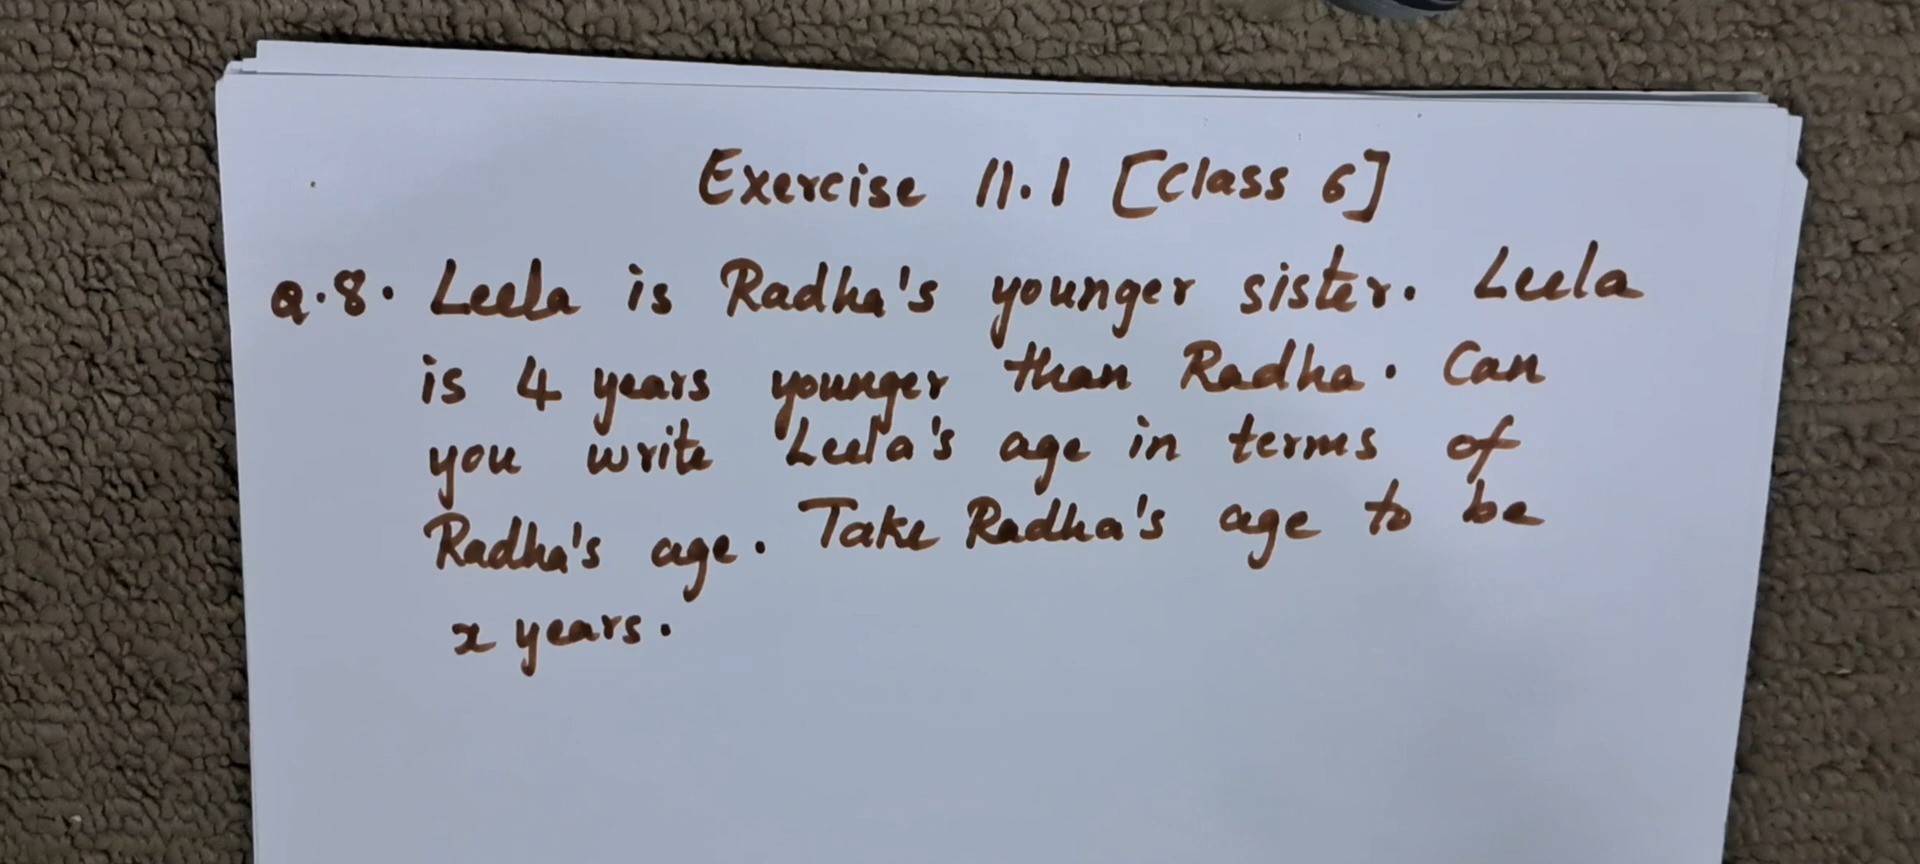 Exercise 11.1 [Class 6]
Q.8. Leela is Radha's younger sister. Leela
is 4 years younger than Radha. Can
you write Leela's age in terms of
Radha's age. Take Radha's age to be
x years.